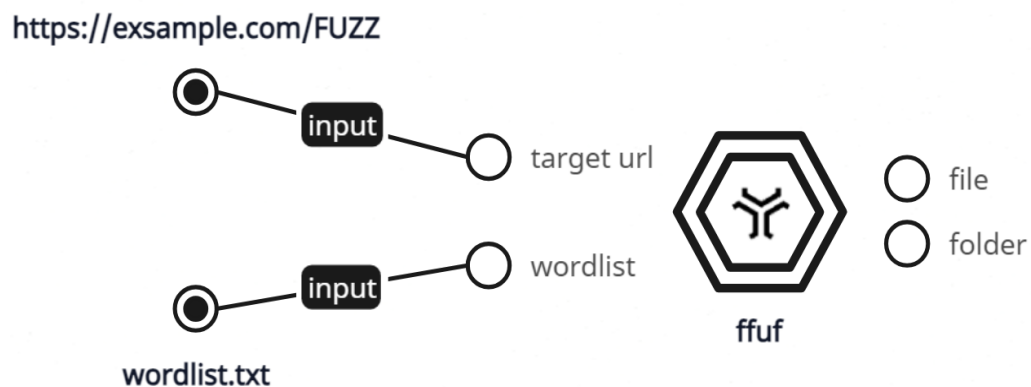 https://exsample.com/FUZZ
input
target url
file
folder
wordlist
input
ffuf
wordlist.txt